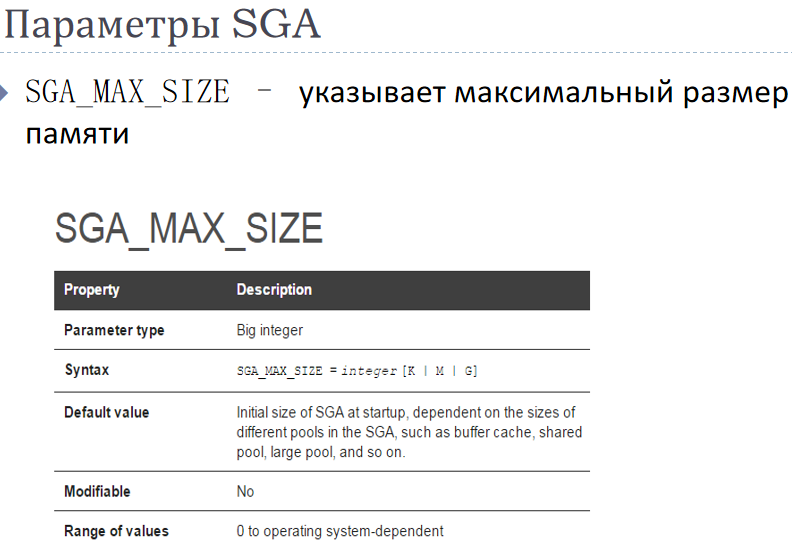 Параметры SGA
SGA_MAX_SIZE – указывает максимальный размер
памяти
SGA_MAX_SIZE
Property Description
Parameter type Big integer
Syntax SGA_MAX_SIZE = integer [K | M | G]
Default value Initial size of SGA at startup, dependent on the sizes of
different pools in the SGA, such as buffer cache, shared
pool, large pool, and so on.
Modifiable No
Range of values 0 to operating system-dependent